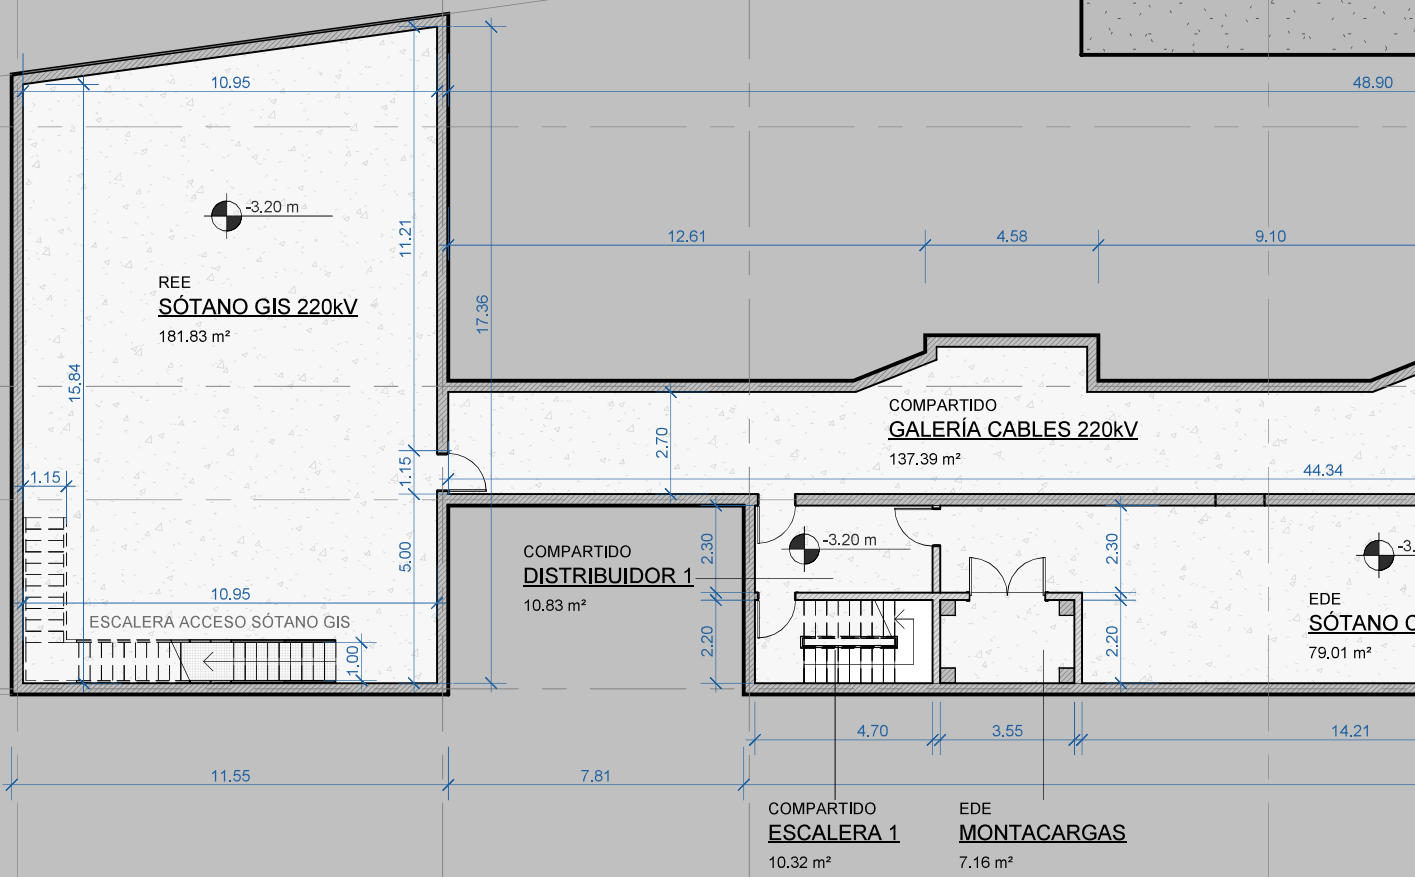 10.95
48.90
-3.20 m
11.21
12.61
4.58
9.10
REE
SÓTANO GIS 220kV
181.83 m²
17.36
15.84
COMPARTIDO
GALERÍA CABLES 220kV
137.39 m²
2.70
1.15
1.15
44.34
5.00
COMPARTIDO
DISTRIBUIDOR 1
10.83 m²
2.30
-3.20 m
2.30
-3.
10.95
ESCALERA ACCESO SÓTANO GIS
1.00
2.20
2.20
EDE
SÓTANO C
79.01 m²
4.70
3.55
14.21
11.55
7.81
COMPARTIDO
ESCALERA 1
10.32 m²
EDE
MONTACARGAS
7.16 m²